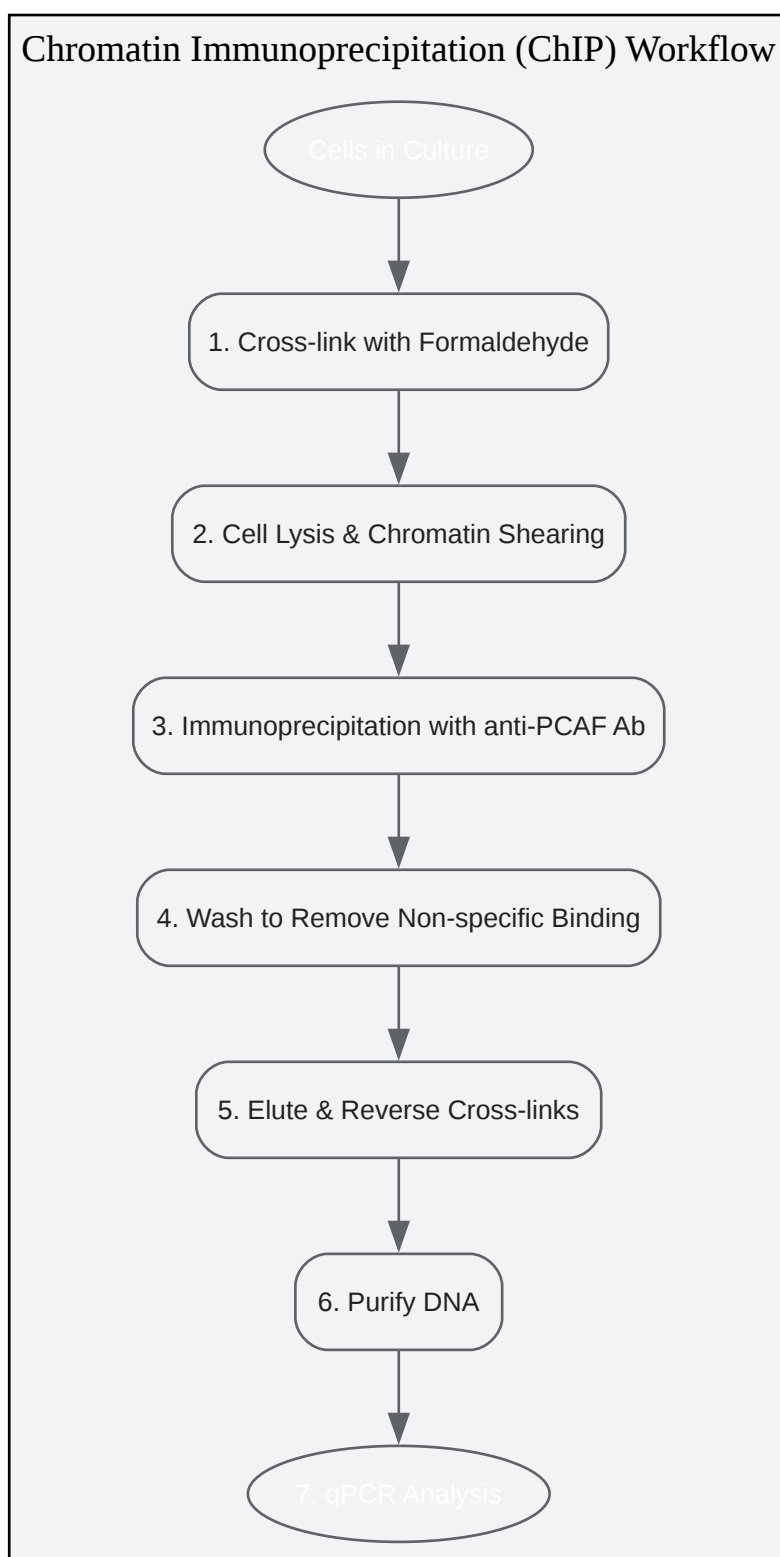 Chromatin Immunoprecipitation (ChIP) Workflow
Cells in Culture
1. Cross-link with Formaldehyde
2. Cell Lysis & Chromatin Shearing
3. Immunoprecipitation with anti-PCAF Ab
4. Wash to Remove Non-specific Binding
5. Elute & Reverse Cross-links
6. Purify DNA
7. qPCR Analysis